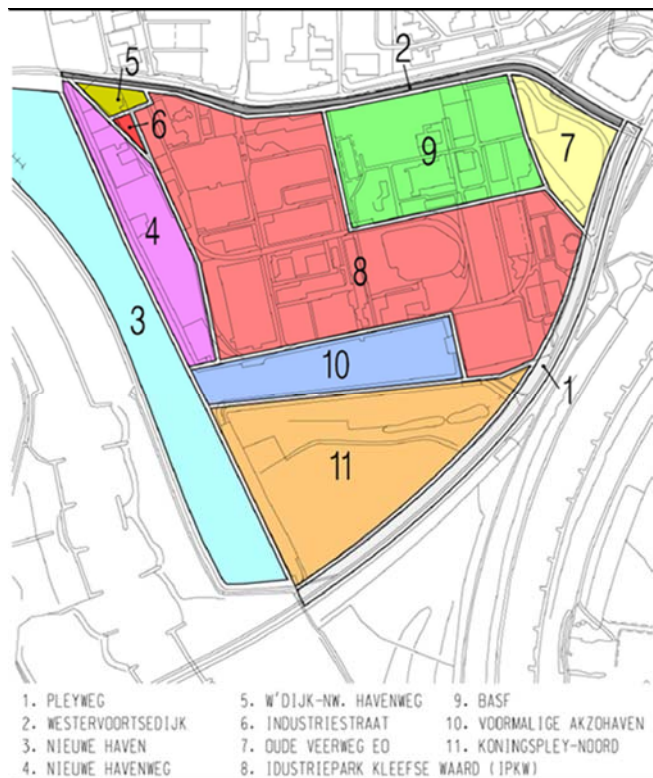 2
5
6
7
9
4
8
3
10
1
11
1. PLEYWEG
2. WESTERVOORTSEDIJK
3. NIEUWE HAVEN
4. NIEUWE HAVENWEG
5. W'DIJK-NW. HAVENWEG
6. INDUSTRIESTRAAT
7. OUDE VEERWEG EO
8. IDUSTRIEPARK KLEEFSE WAARD (IPKW)
9. BASF
10. VOORMALIGE AKZOHAVEN
11. KONINGSPLEY-NOORD